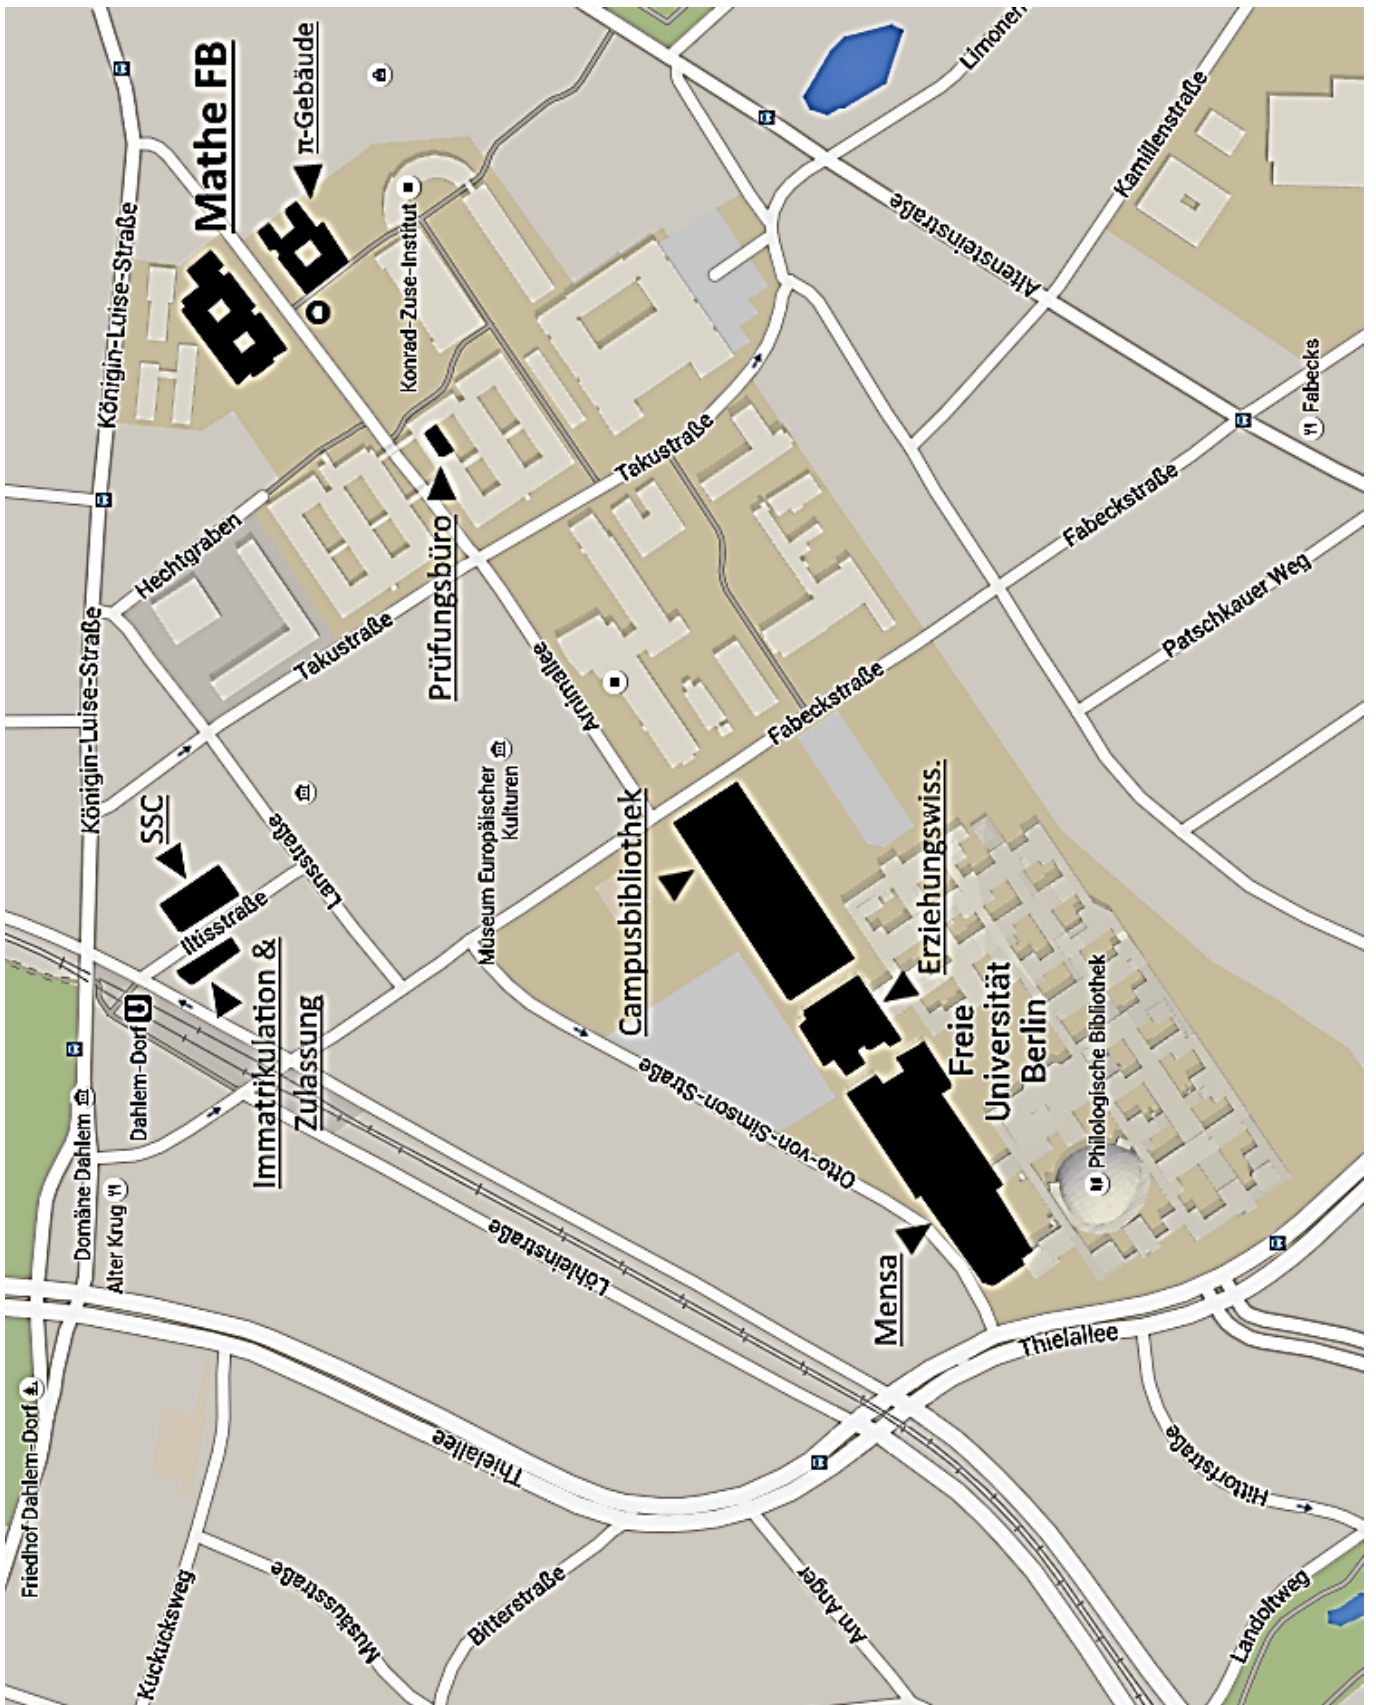 Mathe FB
π-Gebäude
Limonen
Kamillenstraße
Königin-Luise-Straße
Konrad-Zuse-Institut
Altensteinstraße
Fabecks
Hechtgraben
Prüfungsbüro
Takustraße
Fabeckstraße
Patschkauer Weg
Königin-Luise-Straße
Takustraße
Arnimallee
Fabeckstraße
SSC
Iltisstraße
Lansstraße
Museum Europäischer
Kulturen
Campusbibliothek
Erziehungswiss.
Königin-Luise-Straße
Dahlem-Dorf
U
Immatrikulation &
Zulassung
Otto-von-Simson-Straße
Freie
Universität
Berlin
Philologische Bibliothek
Domäne Dahlem
Alter Krug
Löhleinstraße
Mensa
Thielallee
Friedhof Dahlem-Dorf
Thielallee
Hittorfstraße
Kuckucksweg
Musäusstraße
Bitterstraße
Am Anger
Landoltweg